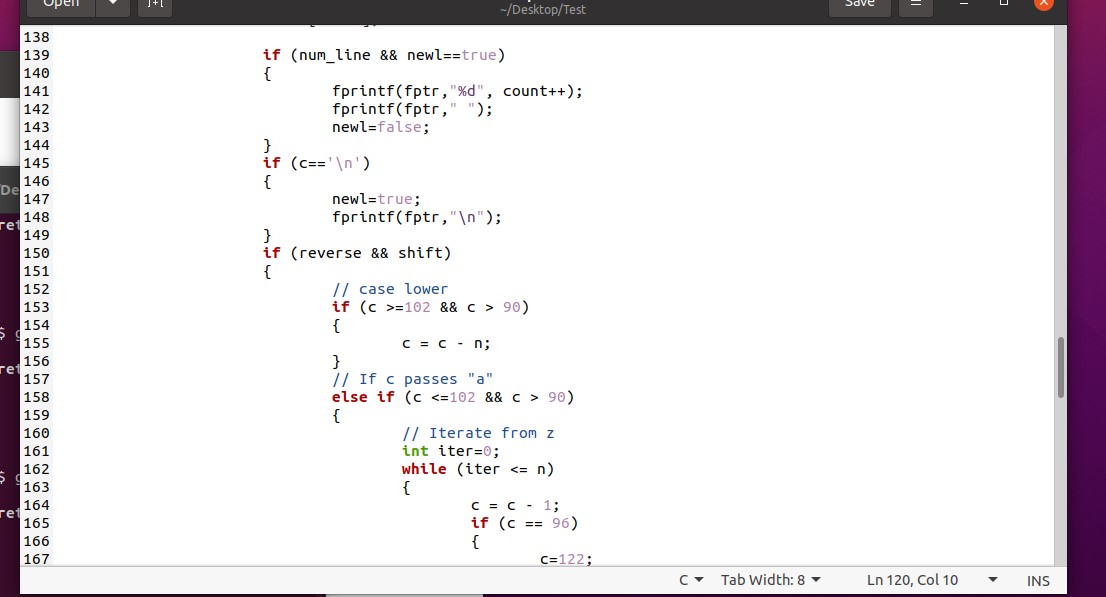 Open
Save
~/Desktop/Test
138
139 if (num_line && newl==true)
140 {
141 fprintf(fptr,"%d", count++);
142 fprintf(fptr," ");
143 newl=false;
144 }
145 if (c=='\n')
146 {
147 newl=true;
148 fprintf(fptr,"\n");
149 }
150 if (reverse && shift)
151 {
152 // case lower
153 if (c >=102 && c > 90)
154 {
155 c = c - n;
156 }
157 // If c passes "a"
158 else if (c <=102 && c > 90)
159 {
160 // Iterate from z
161 int iter=0;
162 while (iter <= n)
163 {
164 c = c - 1;
165 if (c == 96)
166 {
167 c=122;
C Tab Width: 8 Ln 120, Col 10 INS
/De
ret
$ g
ret
$ g
ret